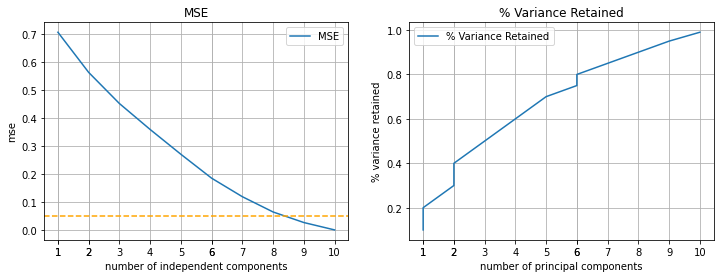 MSE
MSE
mse
0.7
0.6
0.5
0.4
0.3
0.2
0.1
0.0
1 2 3 4 5 6 7 8 9 10
number of independent components
% Variance Retained
% Variance Retained
% variance retained
1.0
0.8
0.6
0.4
0.2
1 2 3 4 5 6 7 8 9 10
number of principal components